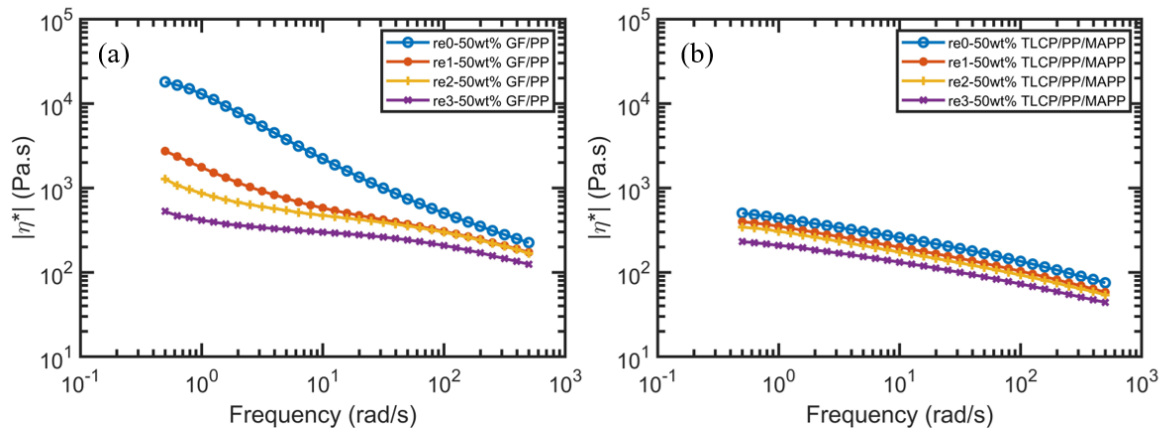 (a)
re0-50wt% GF/PP
re1-50wt% GF/PP
re2-50wt% GF/PP
re3-50wt% GF/PP
10^5
10^4
10^3
10^2
10^1
|η*| (Pa.s)
10^-1
10^0
10^1
10^2
10^3
Frequency (rad/s)
(b)
re0-50wt% TLCP/PP/MAPP
re1-50wt% TLCP/PP/MAPP
re2-50wt% TLCP/PP/MAPP
re3-50wt% TLCP/PP/MAPP
10^5
10^4
10^3
10^2
10^1
|η*| (Pa.s)
10^-1
10^0
10^1
10^2
10^3
Frequency (rad/s)